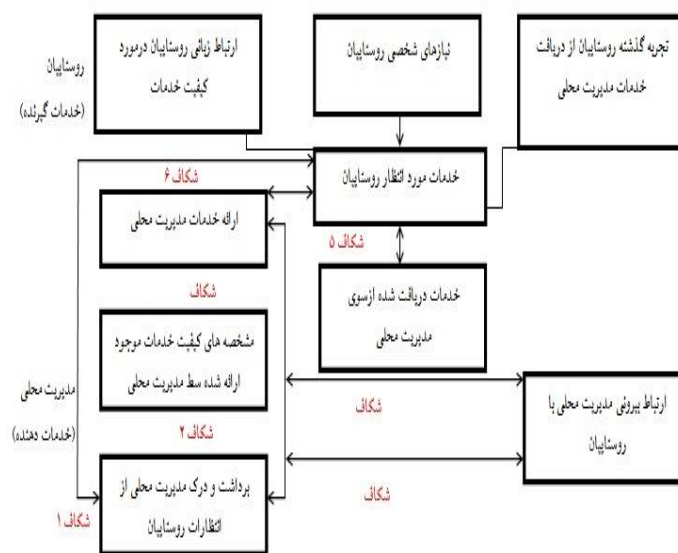 ارتباط زبانی روستاییان درمورد
کیفیت خدمات
نیازهای شخصی روستاییان
تجربه گذشته روستاییان از دریافت
خدمات مدیریت محلی
روستاییان
(خدمات گیرنده)
خدمات مورد انتظار روستاییان
شکاف ۶
ارائه خدمات مدیریت محلی
شکاف ۵
شکاف
خدمات دریافت شده ازسوی
مدیریت محلی
مشخصه های کیفیت خدمات موجود
ارائه شده سط مدیریت محلی
مدیریت محلی
(خدمات دهنده)
شکاف
ارتباط بیرونی مدیریت محلی با
روستاییان
شکاف ۲
برداشت و درک مدیریت محلی از
انتظارات روستاییان
شکاف
شکاف ۱